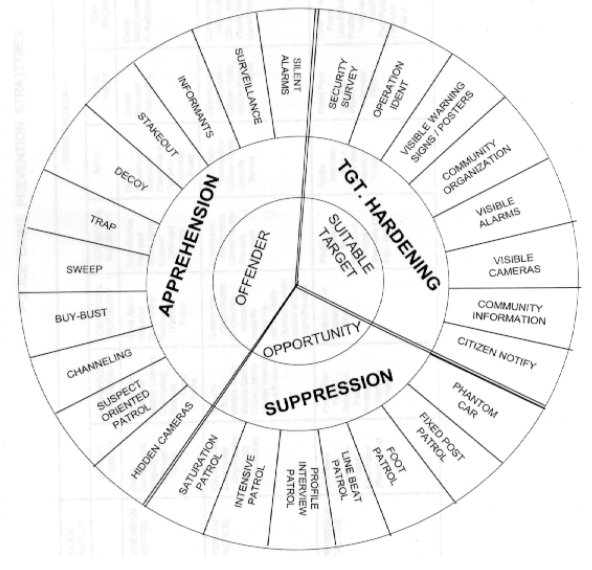 OFFENDER
SUITABLE
TARGET
OPPORTUNITY
APPREHENSION
TGT. HARDENING
SUPPRESSION
SILENT
ALARMS
SURVEILLANCE
INFORMANTS
STAKEOUT
DECOY
TRAP
SWEEP
BUY-BUST
CHANNELING
SUSPECT
ORIENTED
PATROL
HIDDEN CAMERAS
SECURITY
SURVEY
OPERATION
IDENT
VISIBLE WARNING
SIGNS / POSTERS
COMMUNITY
ORGANIZATION
VISIBLE
ALARMS
VISIBLE
CAMERAS
COMMUNITY
INFORMATION
CITIZEN NOTIFY
PHANTOM
CAR
FIXED POST
PATROL
FOOT
PATROL
LINE BEAT
PATROL
PROFILE
INTERVIEW
PATROL
INTENSIVE
PATROL
SATURATION
PATROL